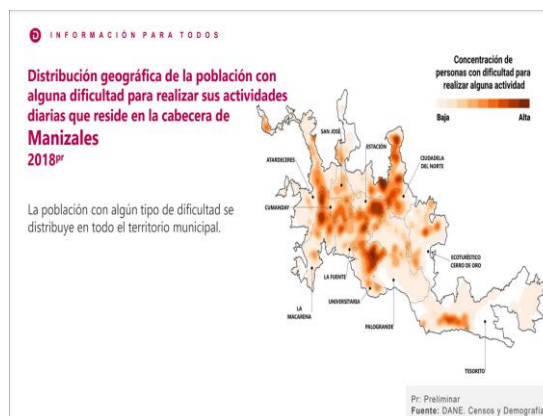 INFORMACIÓN PARA TODOS
Distribución geográfica de la población con
alguna dificultad para realizar sus actividades
diarias que reside en la cabecera de
Manizales
2018pr
La población con algún tipo de dificultad se
distribuye en todo el territorio municipal.
Concentración de
personas con dificultad para
realizar alguna actividad
Baja
Alta
SAN JOSÉ
ESTACIÓN
ATARDECERES
CIUDADELA
DEL NORTE
CUMANDAY
ECOTURÍSTICO
CERRO DE ORO
LA FUENTE
UNIVERSITARIA
LA
MACARENA
PALOGRANDE
TESORITO
Pr: Preliminar
Fuente: DANE. Censos y Demografía